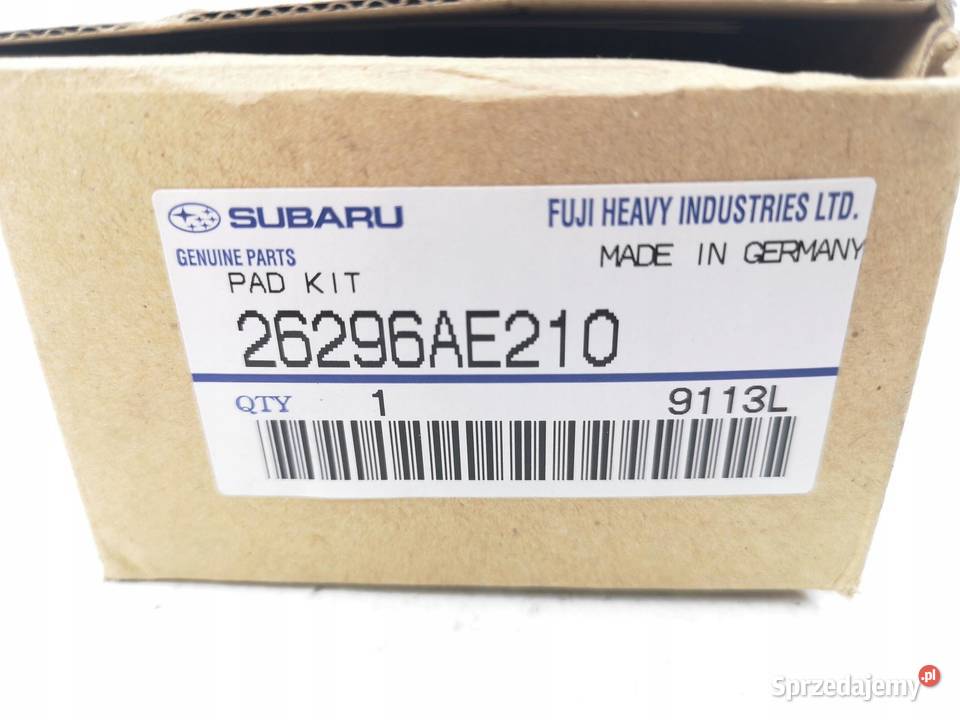 SUBARU
FUJI HEAVY INDUSTRIES LTD.
GENUINE PARTS
MADE IN GERMANY
PAD KIT
26296AE210
QTY 1 9113L
Sprzedajemy.pl